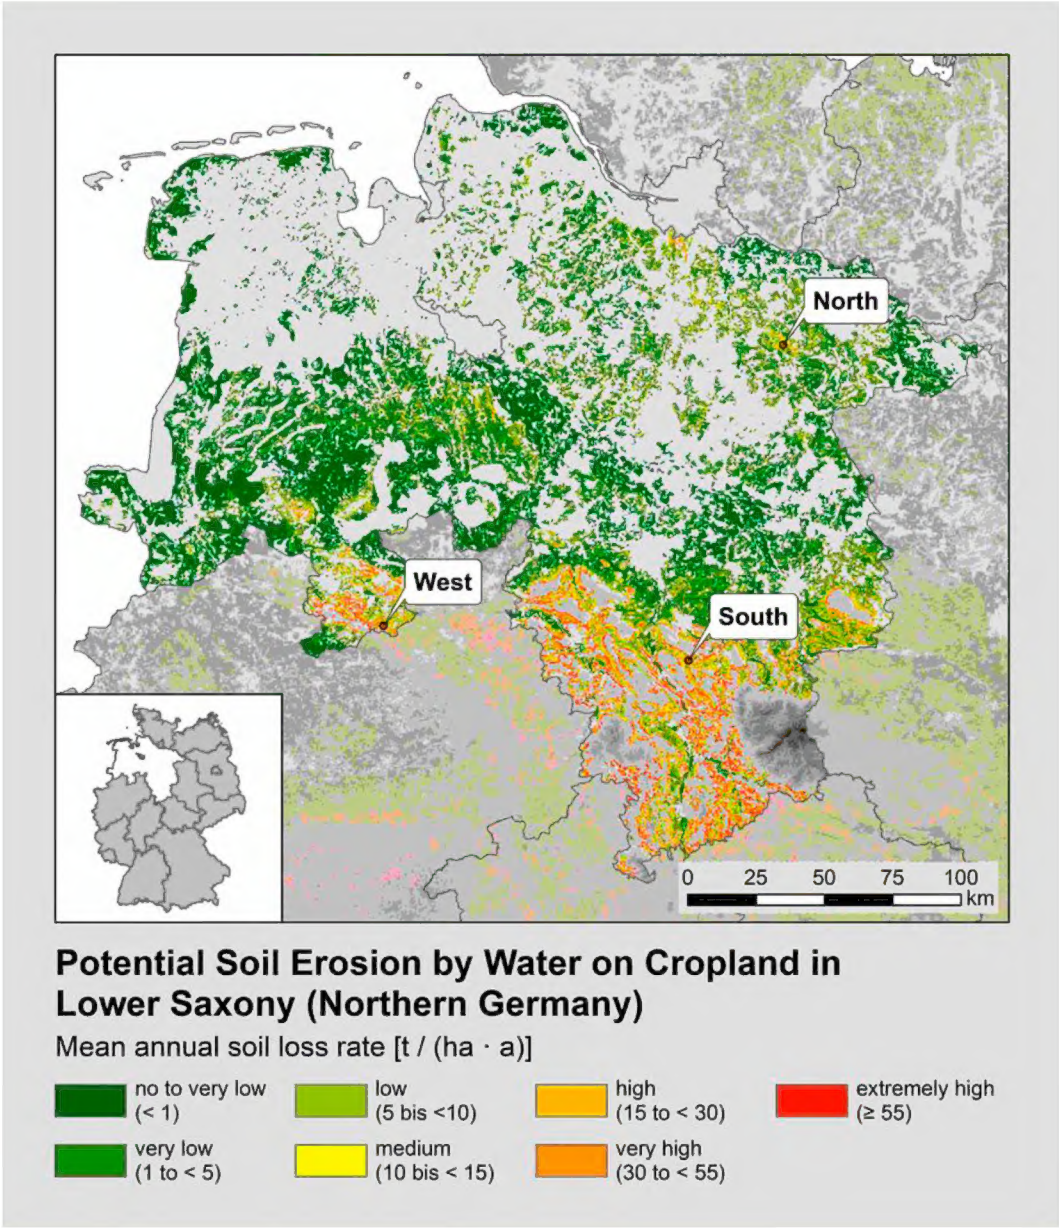 North
West
South
0 25 50 75 100
km
Potential Soil Erosion by Water on Cropland in
Lower Saxony (Northern Germany)
Mean annual soil loss rate [t / (ha · a)]
no to very low
(< 1)
low
(5 bis <10)
high
(15 to < 30)
extremely high
(≥ 55)
very low
(1 to < 5)
medium
(10 bis < 15)
very high
(30 to < 55)